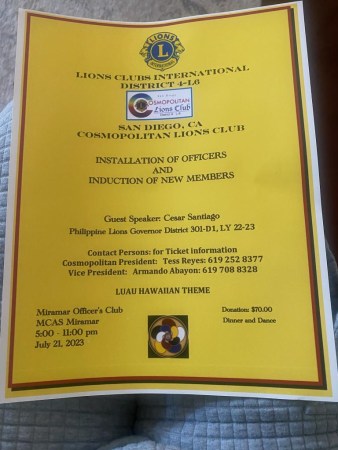 LIONS
L
INTERNATIONAL
LIONS CLUBS INTERNATIONAL
DISTRICT 4-L6
COSMOPOLITAN
Lions Club
SAN DIEGO, CA
COSMOPOLITAN LIONS CLUB
INSTALLATION OF OFFICERS
AND
INDUCTION OF NEW MEMBERS
Guest Speaker: Cesar Santiago
Philippine Lions Governor District 301-D1, LY 22-23
Contact Persons: for Ticket information
Cosmopolitan President: Tess Reyes: 619 252 8377
Vice President: Armando Abayon: 619 708 8328
LUAU HAWAIIAN THEME
Miramar Officer's Club
MCAS Miramar
5:00 - 11:00 pm
July 21, 2023
Donation: $70.00
Dinner and Dance